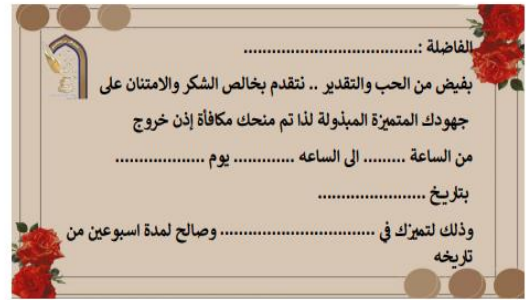 الفاضلة :.....................................
بفيض من الحب والتقدير .. نتقدم بخالص الشكر والامتنان على
جهودك المتميزة المبذولة لذا تم منحك مكافأة إذن خروج
من الساعة ......... الى الساعه ............. يوم ...................
بتاريخ .......................
وذلك لتميزك في ................................. وصالح لمدة اسبوعين من
تاريخه